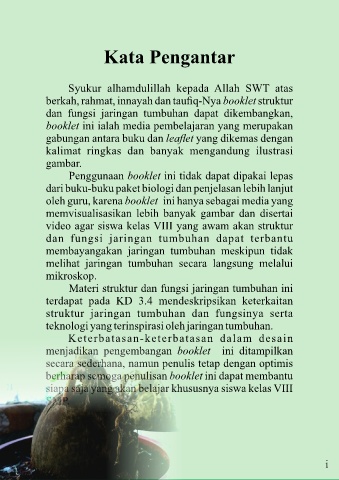 Kata Pengantar
Syukur alhamdulillah kepada Allah SWT atas
berkah, rahmat, innayah dan taufiq-Nya booklet struktur
dan fungsi jaringan tumbuhan dapat dikembangkan,
booklet ini ialah media pembelajaran yang merupakan
gabungan antara buku dan leaflet yang dikemas dengan
kalimat ringkas dan banyak mengandung ilustrasi
gambar.
Penggunaan booklet ini tidak dapat dipakai lepas
dari buku-buku paket biologi dan penjelasan lebih lanjut
oleh guru, karena booklet ini hanya sebagai media yang
memvisualisasikan lebih banyak gambar dan disertai
video agar siswa kelas VIII yang awam akan struktur
dan fungsi jaringan tumbuhan dapat terbantu
membayangakan jaringan tumbuhan meskipun tidak
melihat jaringan tumbuhan secara langsung melalui
mikroskop.
Materi struktur dan fungsi jaringan tumbuhan ini
terdapat pada KD 3.4 mendeskripsikan keterkaitan
struktur jaringan tumbuhan dan fungsinya serta
teknologi yang terinspirasi oleh jaringan tumbuhan.
Keterbatasan-keterbatasan dalam desain
menjadikan pengembangan booklet ini ditampilkan
secara sederhana, namun penulis tetap dengan optimis
berharap semoga penulisan booklet ini dapat membantu
siapa saja yang akan belajar khususnya siswa kelas VIII
SMP.
i